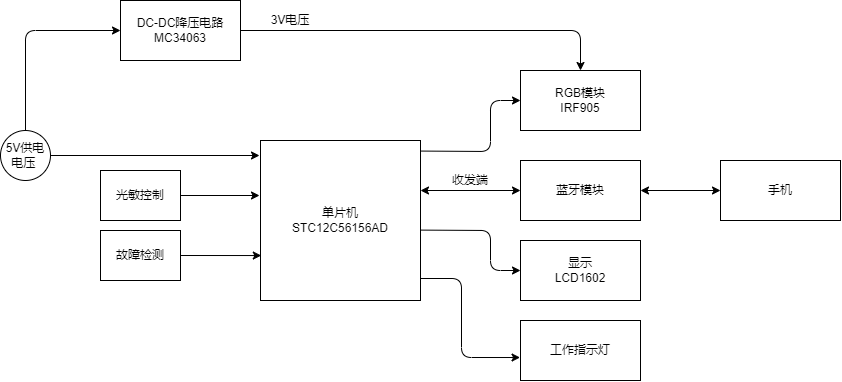 DC-DC降压电路
MC34063
3V电压
RGB模块
IRF905
5V供电
电压
收发端
蓝牙模块
手机
光敏控制
单片机
STC12C56156AD
故障检测
显示
LCD1602
工作指示灯